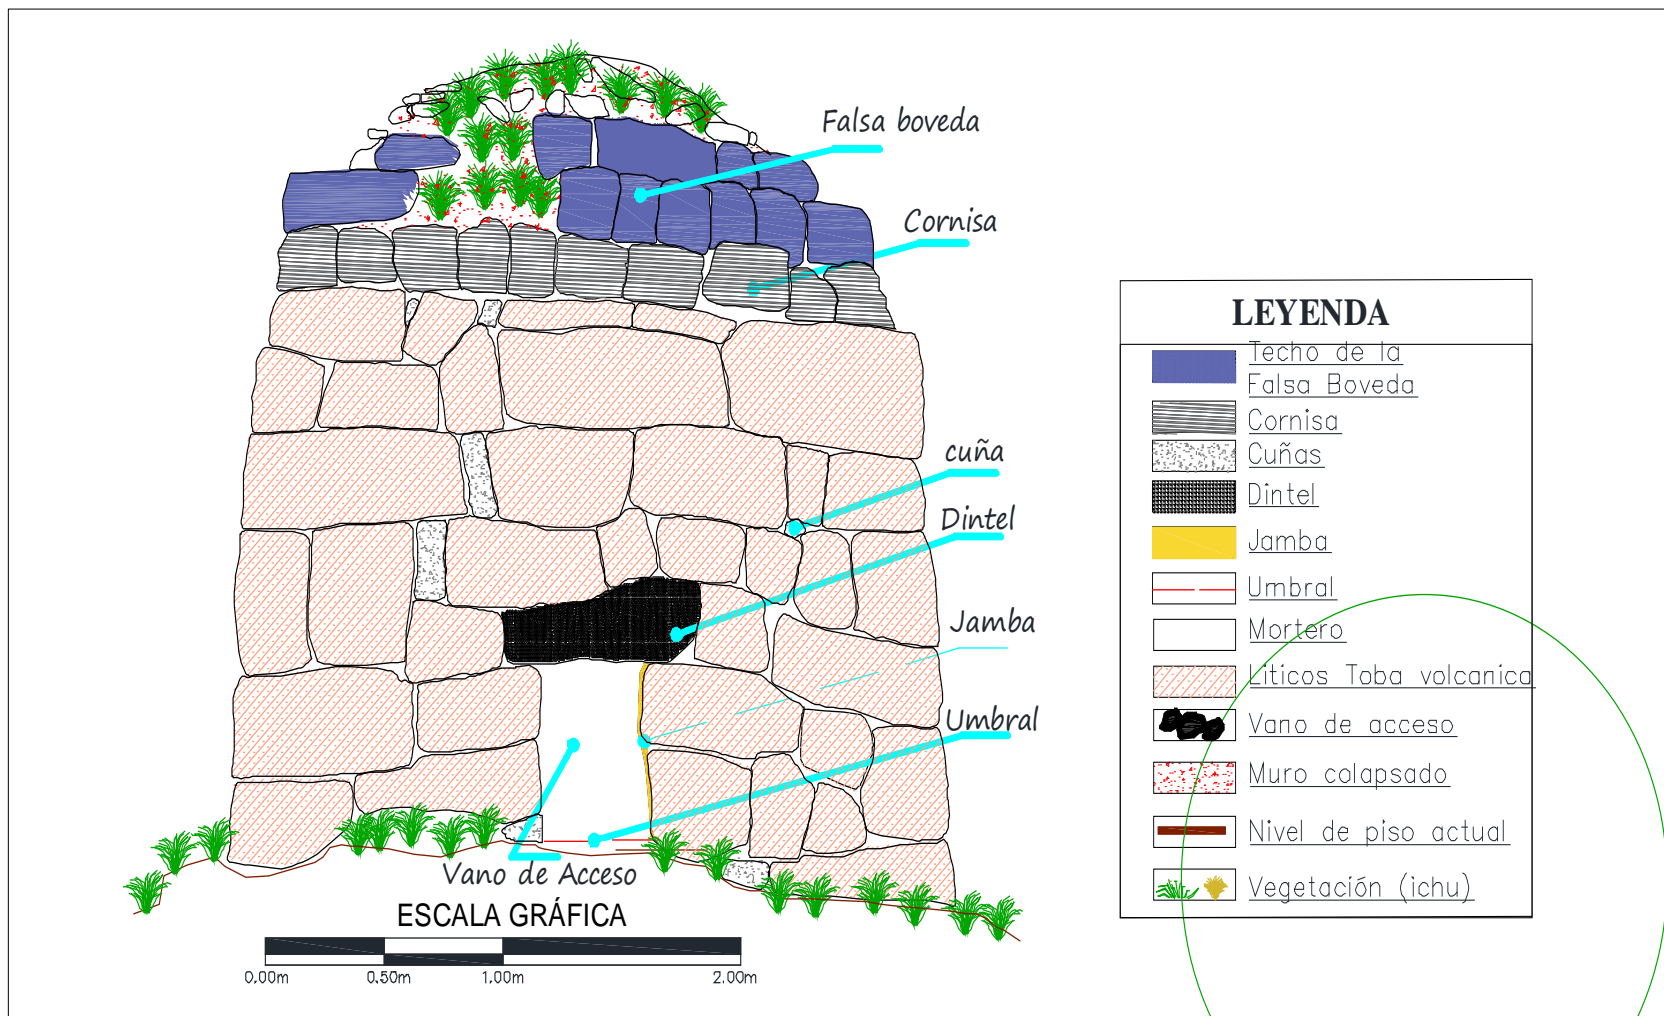 Falsa boveda
Cornisa
cuña
Dintel
Jamba
Umbral
Vano de Acceso
ESCALA GRÁFICA
0.00m 0.50m 1.00m 2.00m
LEYENDA
Techo de la
Falsa Boveda
Cornisa
Cuñas
Dintel
Jamba
Umbral
Mortero
Liticos Toba volcanica
Vano de acceso
Muro colapsado
Nivel de piso actual
Vegetación (ichu)